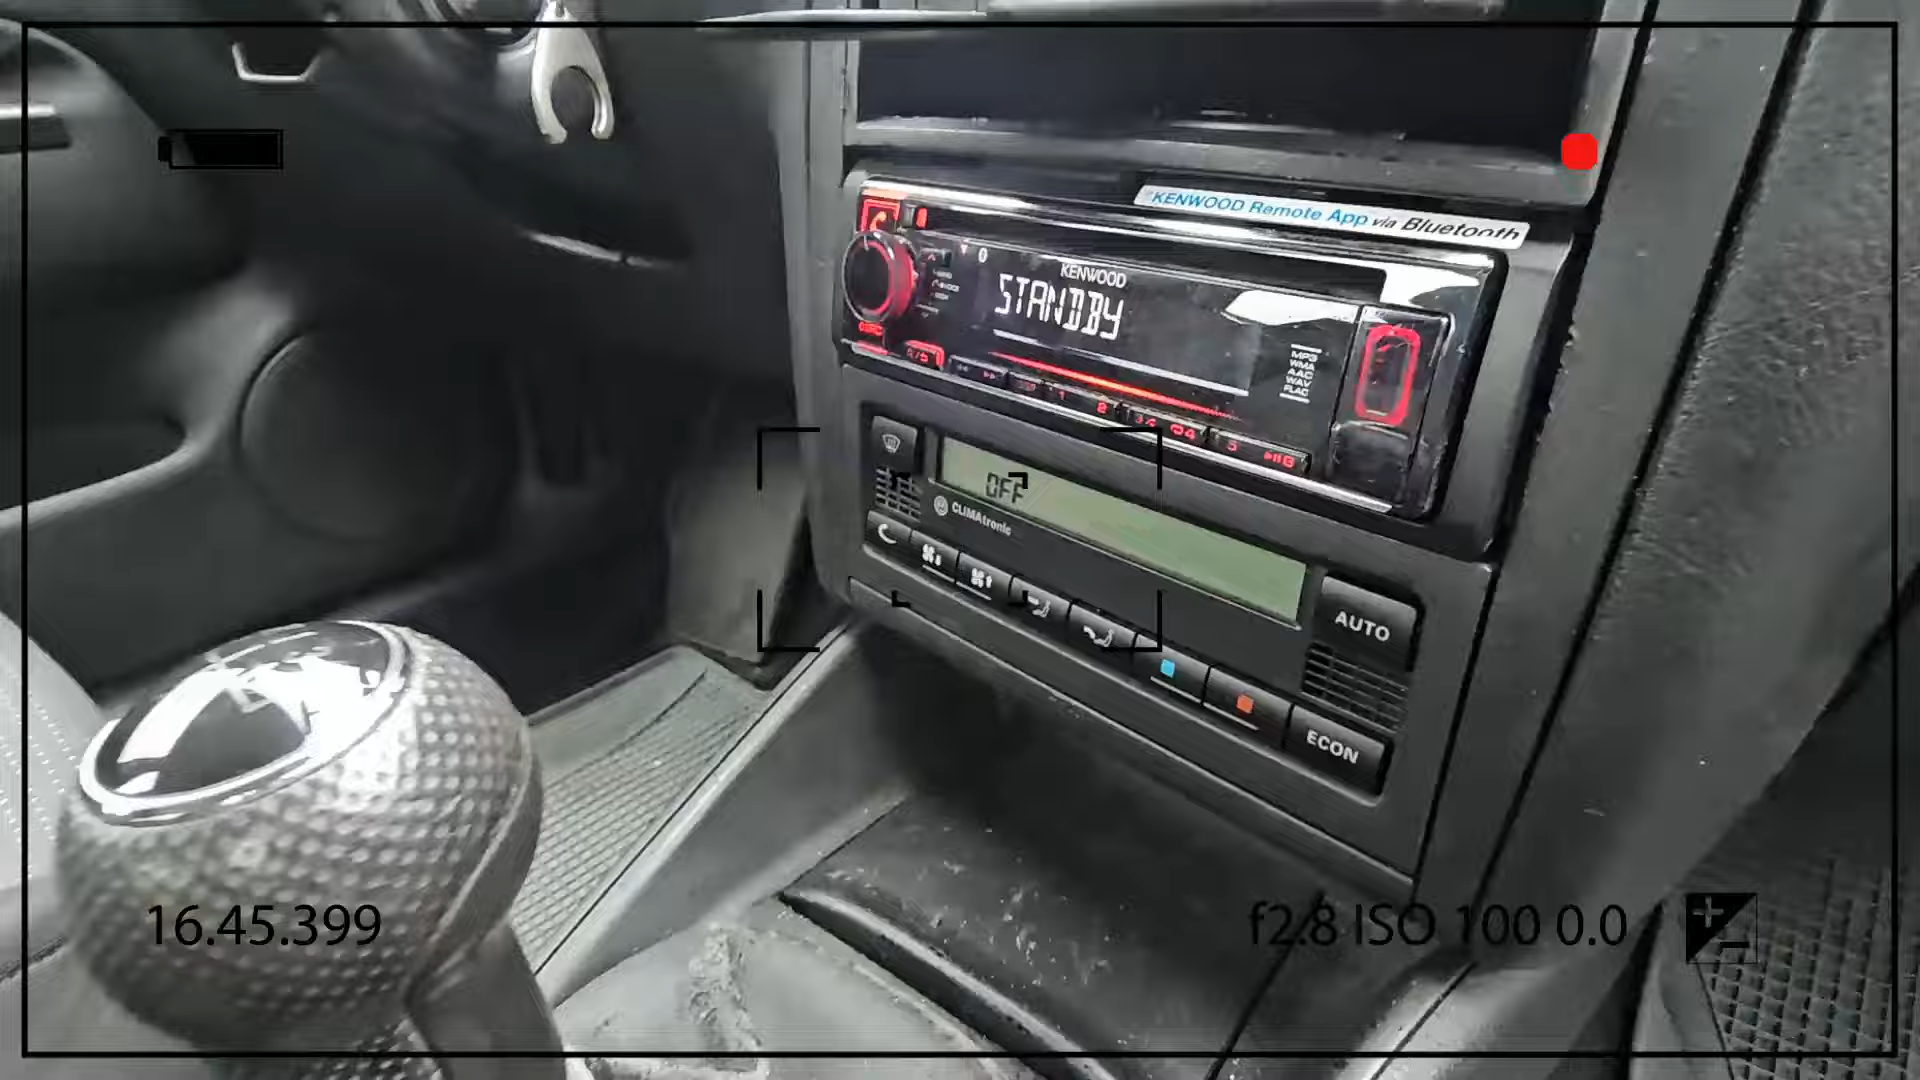 KENWOOD Remote App via Bluetooth
KENWOOD
STANDBY
MP3
WMA
AAC
WAV
FLAC
1
2
5
OFF
CLIMAtronic
AUTO
ECON
16.45.399
f2.8 ISO 100 0.0